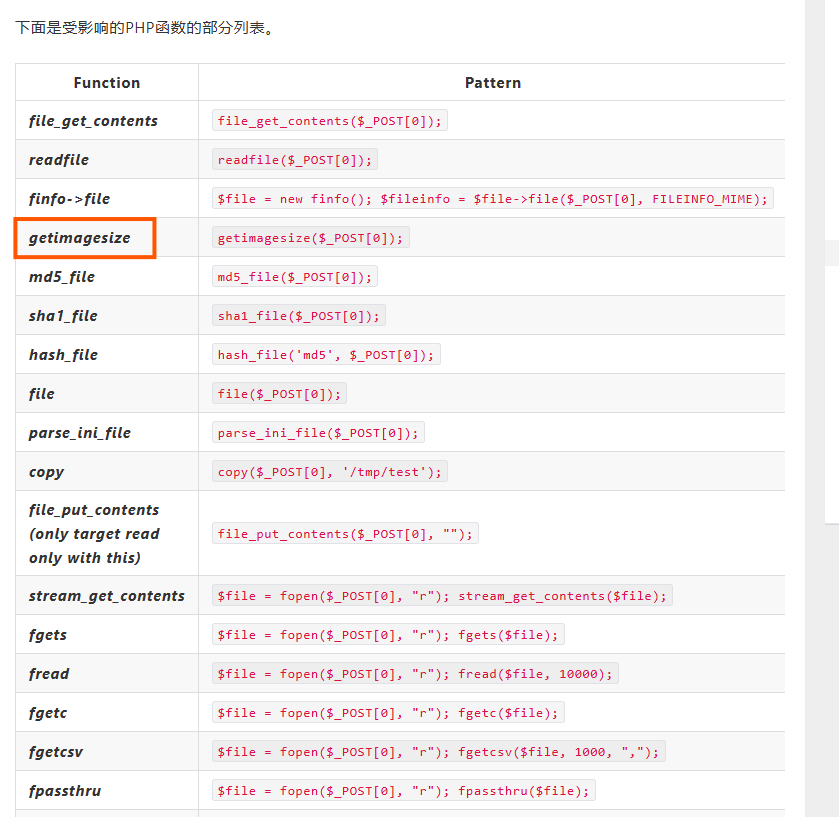 下面是受影响的PHP函数的部分列表。
Function Pattern
file_get_contents file_get_contents($_POST[0]);
readfile readfile($_POST[0]);
finfo->file $file = new finfo(); $fileinfo = $file->file($_POST[0], FILEINFO_MIME);
getimagesize getimagesize($_POST[0]);
md5_file md5_file($_POST[0]);
sha1_file sha1_file($_POST[0]);
hash_file hash_file('md5', $_POST[0]);
file file($_POST[0]);
parse_ini_file parse_ini_file($_POST[0]);
copy copy($_POST[0], '/tmp/test');
file_put_contents
(only target read
only with this)
file_put_contents($_POST[0], "");
stream_get_contents $file = fopen($_POST[0], "r"); stream_get_contents($file);
fgets $file = fopen($_POST[0], "r"); fgets($file);
fread $file = fopen($_POST[0], "r"); fread($file, 10000);
fgetc $file = fopen($_POST[0], "r"); fgetc($file);
fgetcsv $file = fopen($_POST[0], "r"); fgetcsv($file, 1000, ",");
fpassthru $file = fopen($_POST[0], "r"); fpassthru($file);